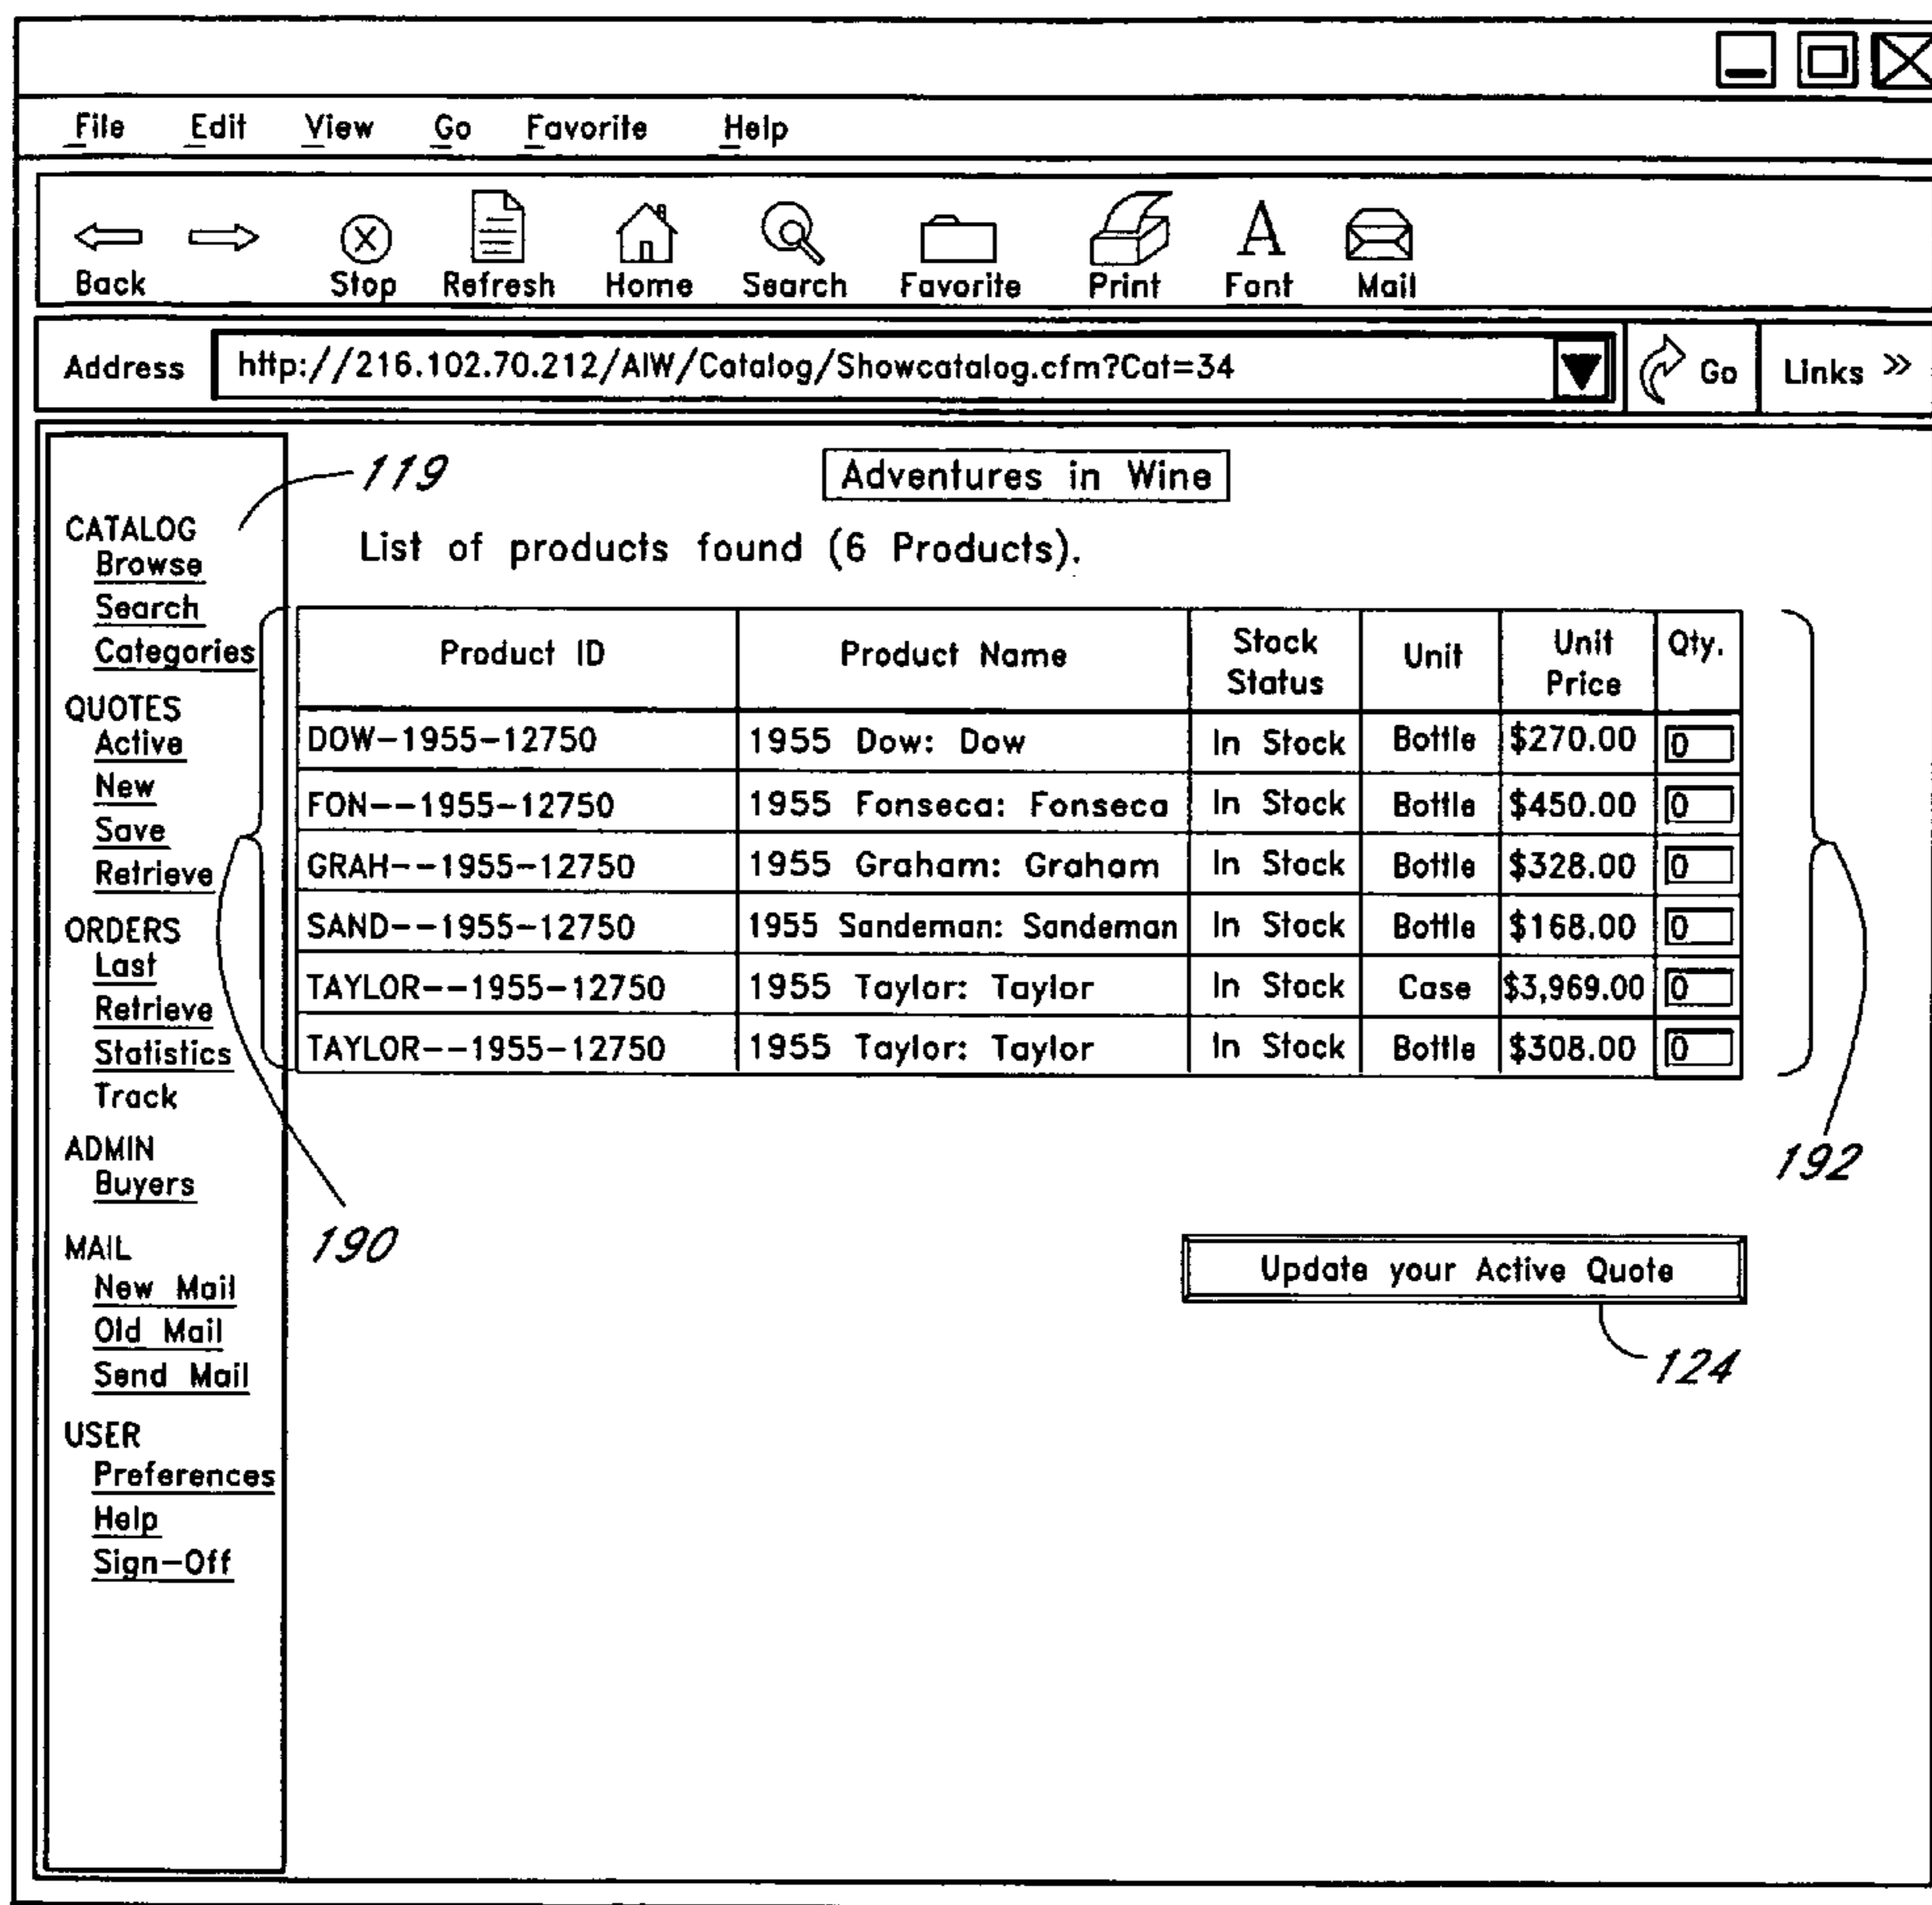 File Edit View Go Favorite Help
Back Stop Refresh Home Search Favorite Print Font Mail
A
Address http://216.102.70.212/AIW/Catalog/Showcatalog.cfm?Cat=34 Go Links >>
119
Adventures in Wine
List of products found (6 Products).
CATALOG
Browse
Search
Categories
QUOTES
Active
New
Save
Retrieve
ORDERS
Last
Retrieve
Statistics
Track
ADMIN
Buyers
MAIL
New Mail
Old Mail
Send Mail
USER
Preferences
Help
Sign-Off
Product ID Product Name Stock Status Unit Unit Price Qty.
DOW-1955-12750 1955 Dow: Dow In Stock Bottle $270.00 0
FON--1955-12750 1955 Fonseca: Fonseca In Stock Bottle $450.00 0
GRAH--1955-12750 1955 Graham: Graham In Stock Bottle $328.00 0
SAND--1955-12750 1955 Sandeman: Sandeman In Stock Bottle $168.00 0
TAYLOR--1955-12750 1955 Taylor: Taylor In Stock Case $3,969.00 0
TAYLOR--1955-12750 1955 Taylor: Taylor In Stock Bottle $308.00 0
192
190
Update your Active Quote
124